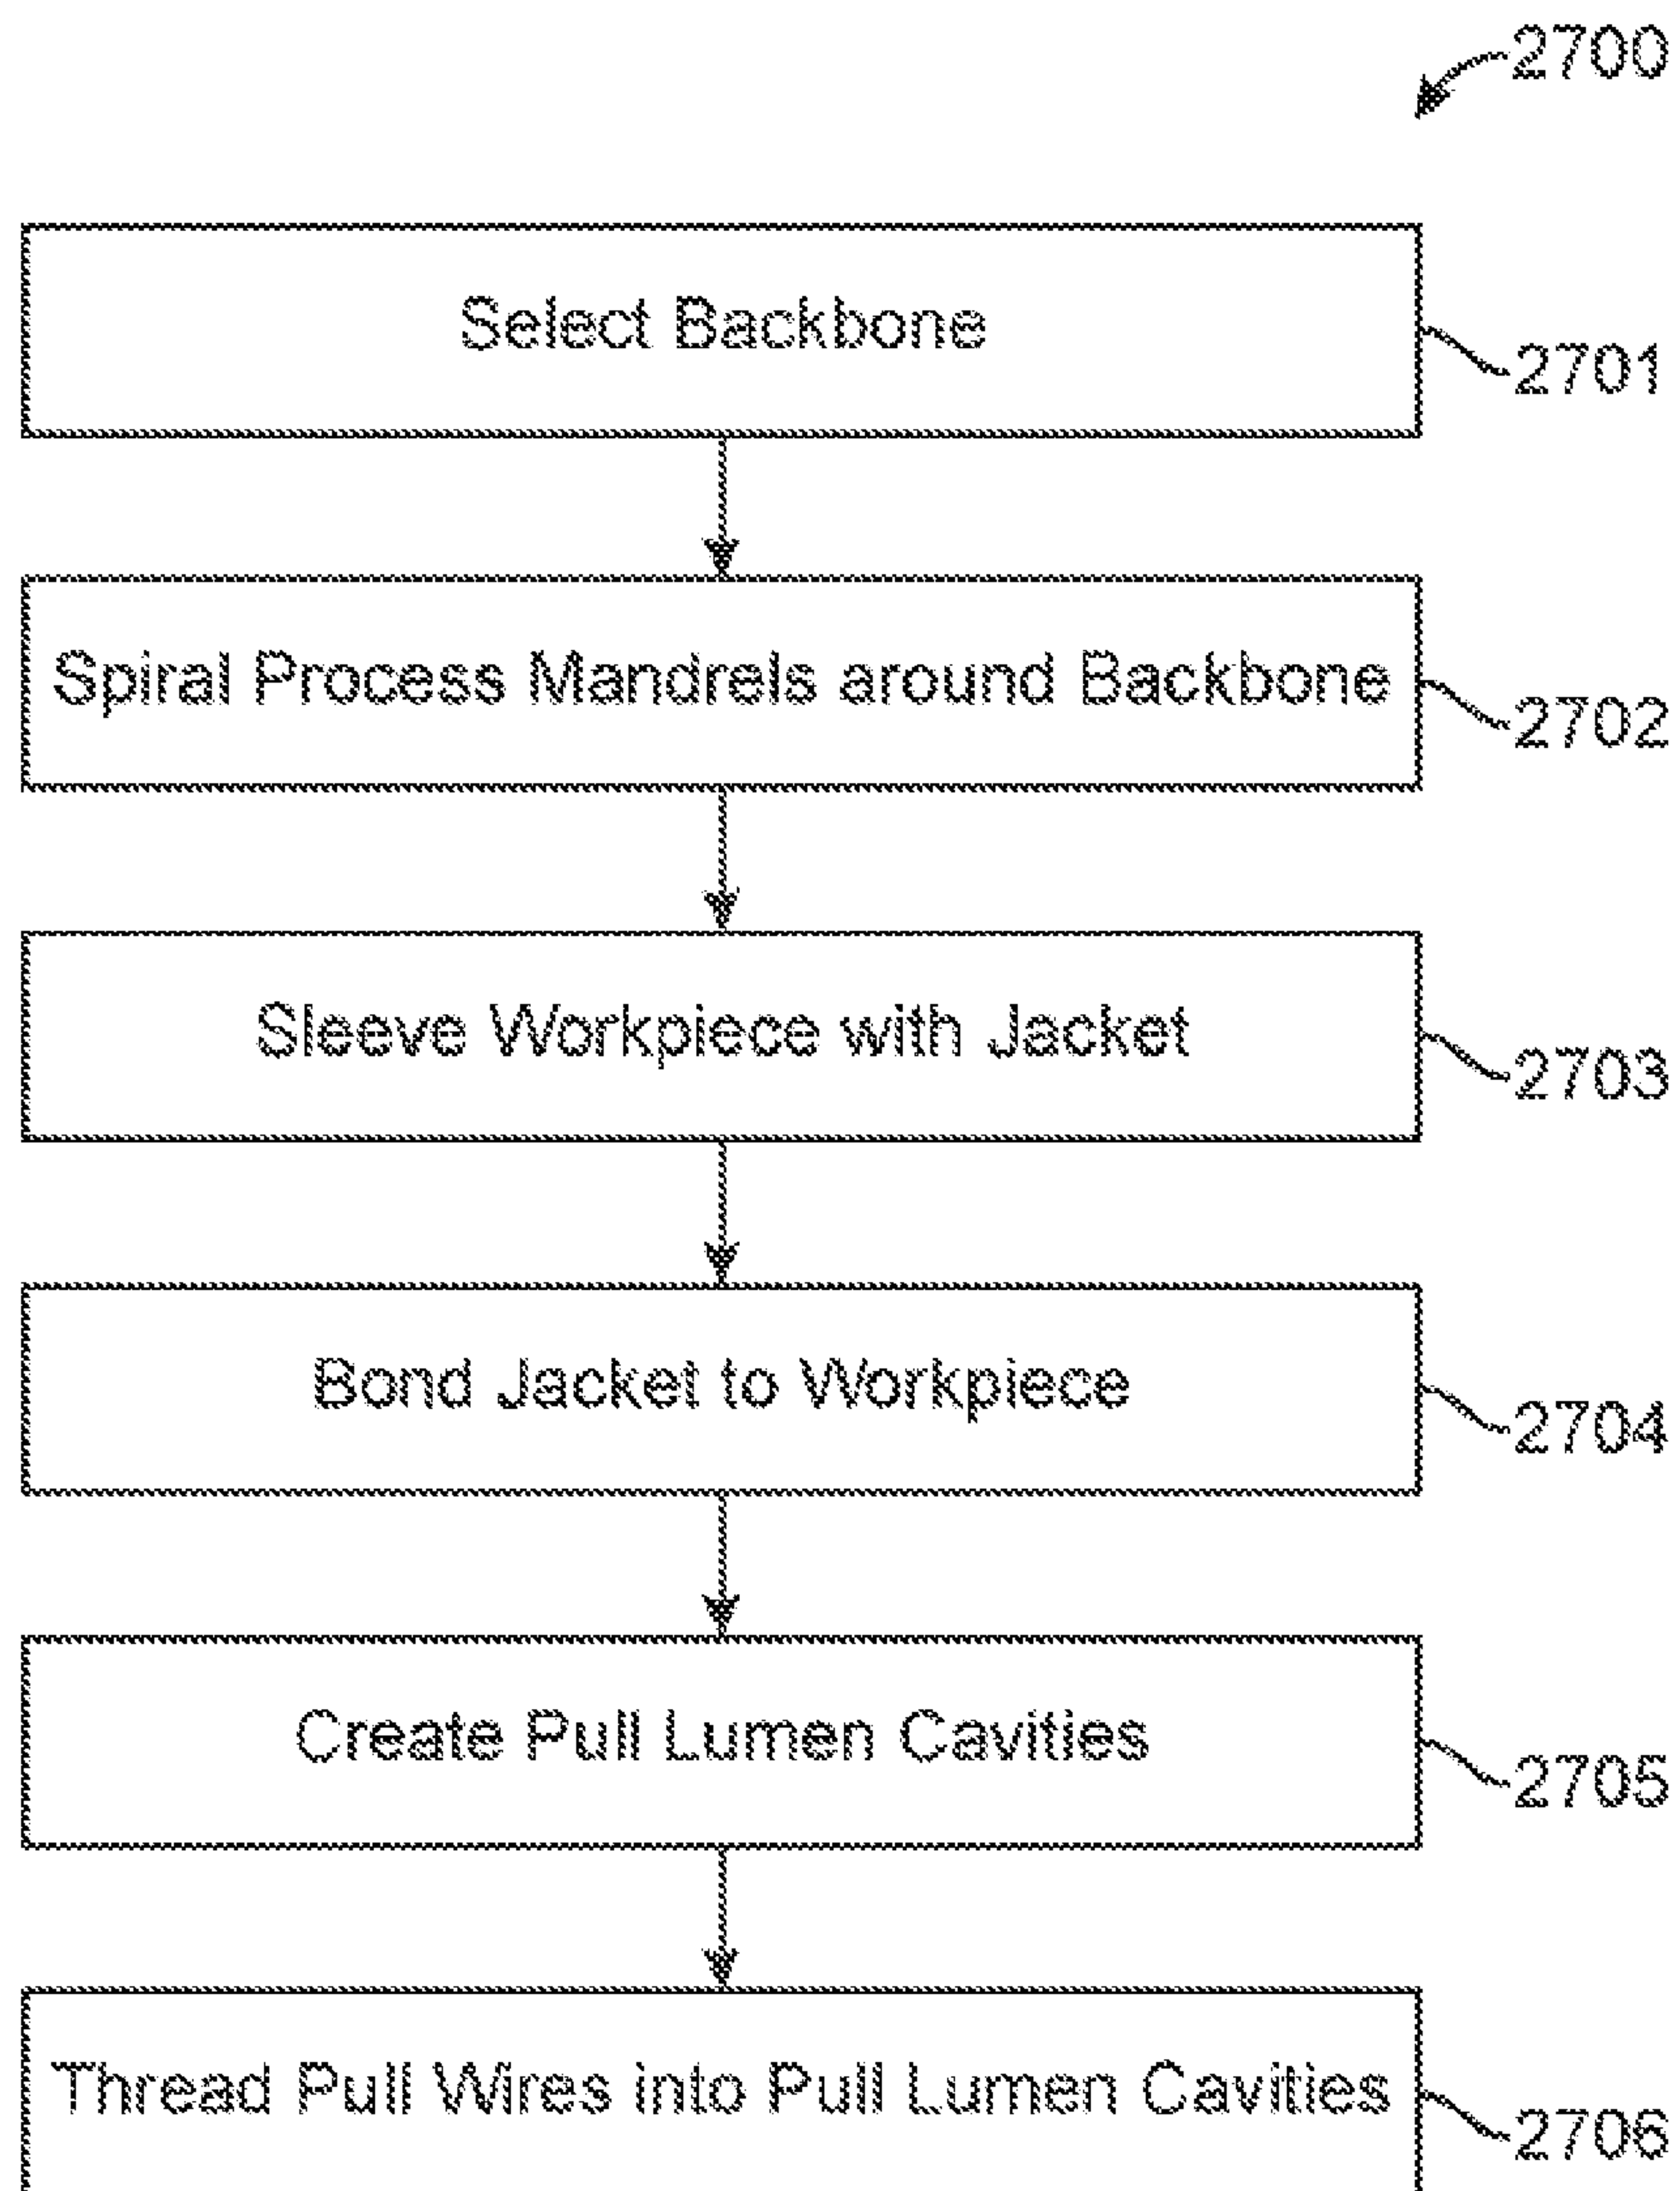 2700
Select Backbone
2701
Spiral Process Mandrels around Backbone
2702
Sleeve Workpiece with Jacket
2703
Bond Jacket to Workpiece
2704
Create Pull Lumen Cavities
2705
Thread Pull Wires into Pull Lumen Cavities
2706